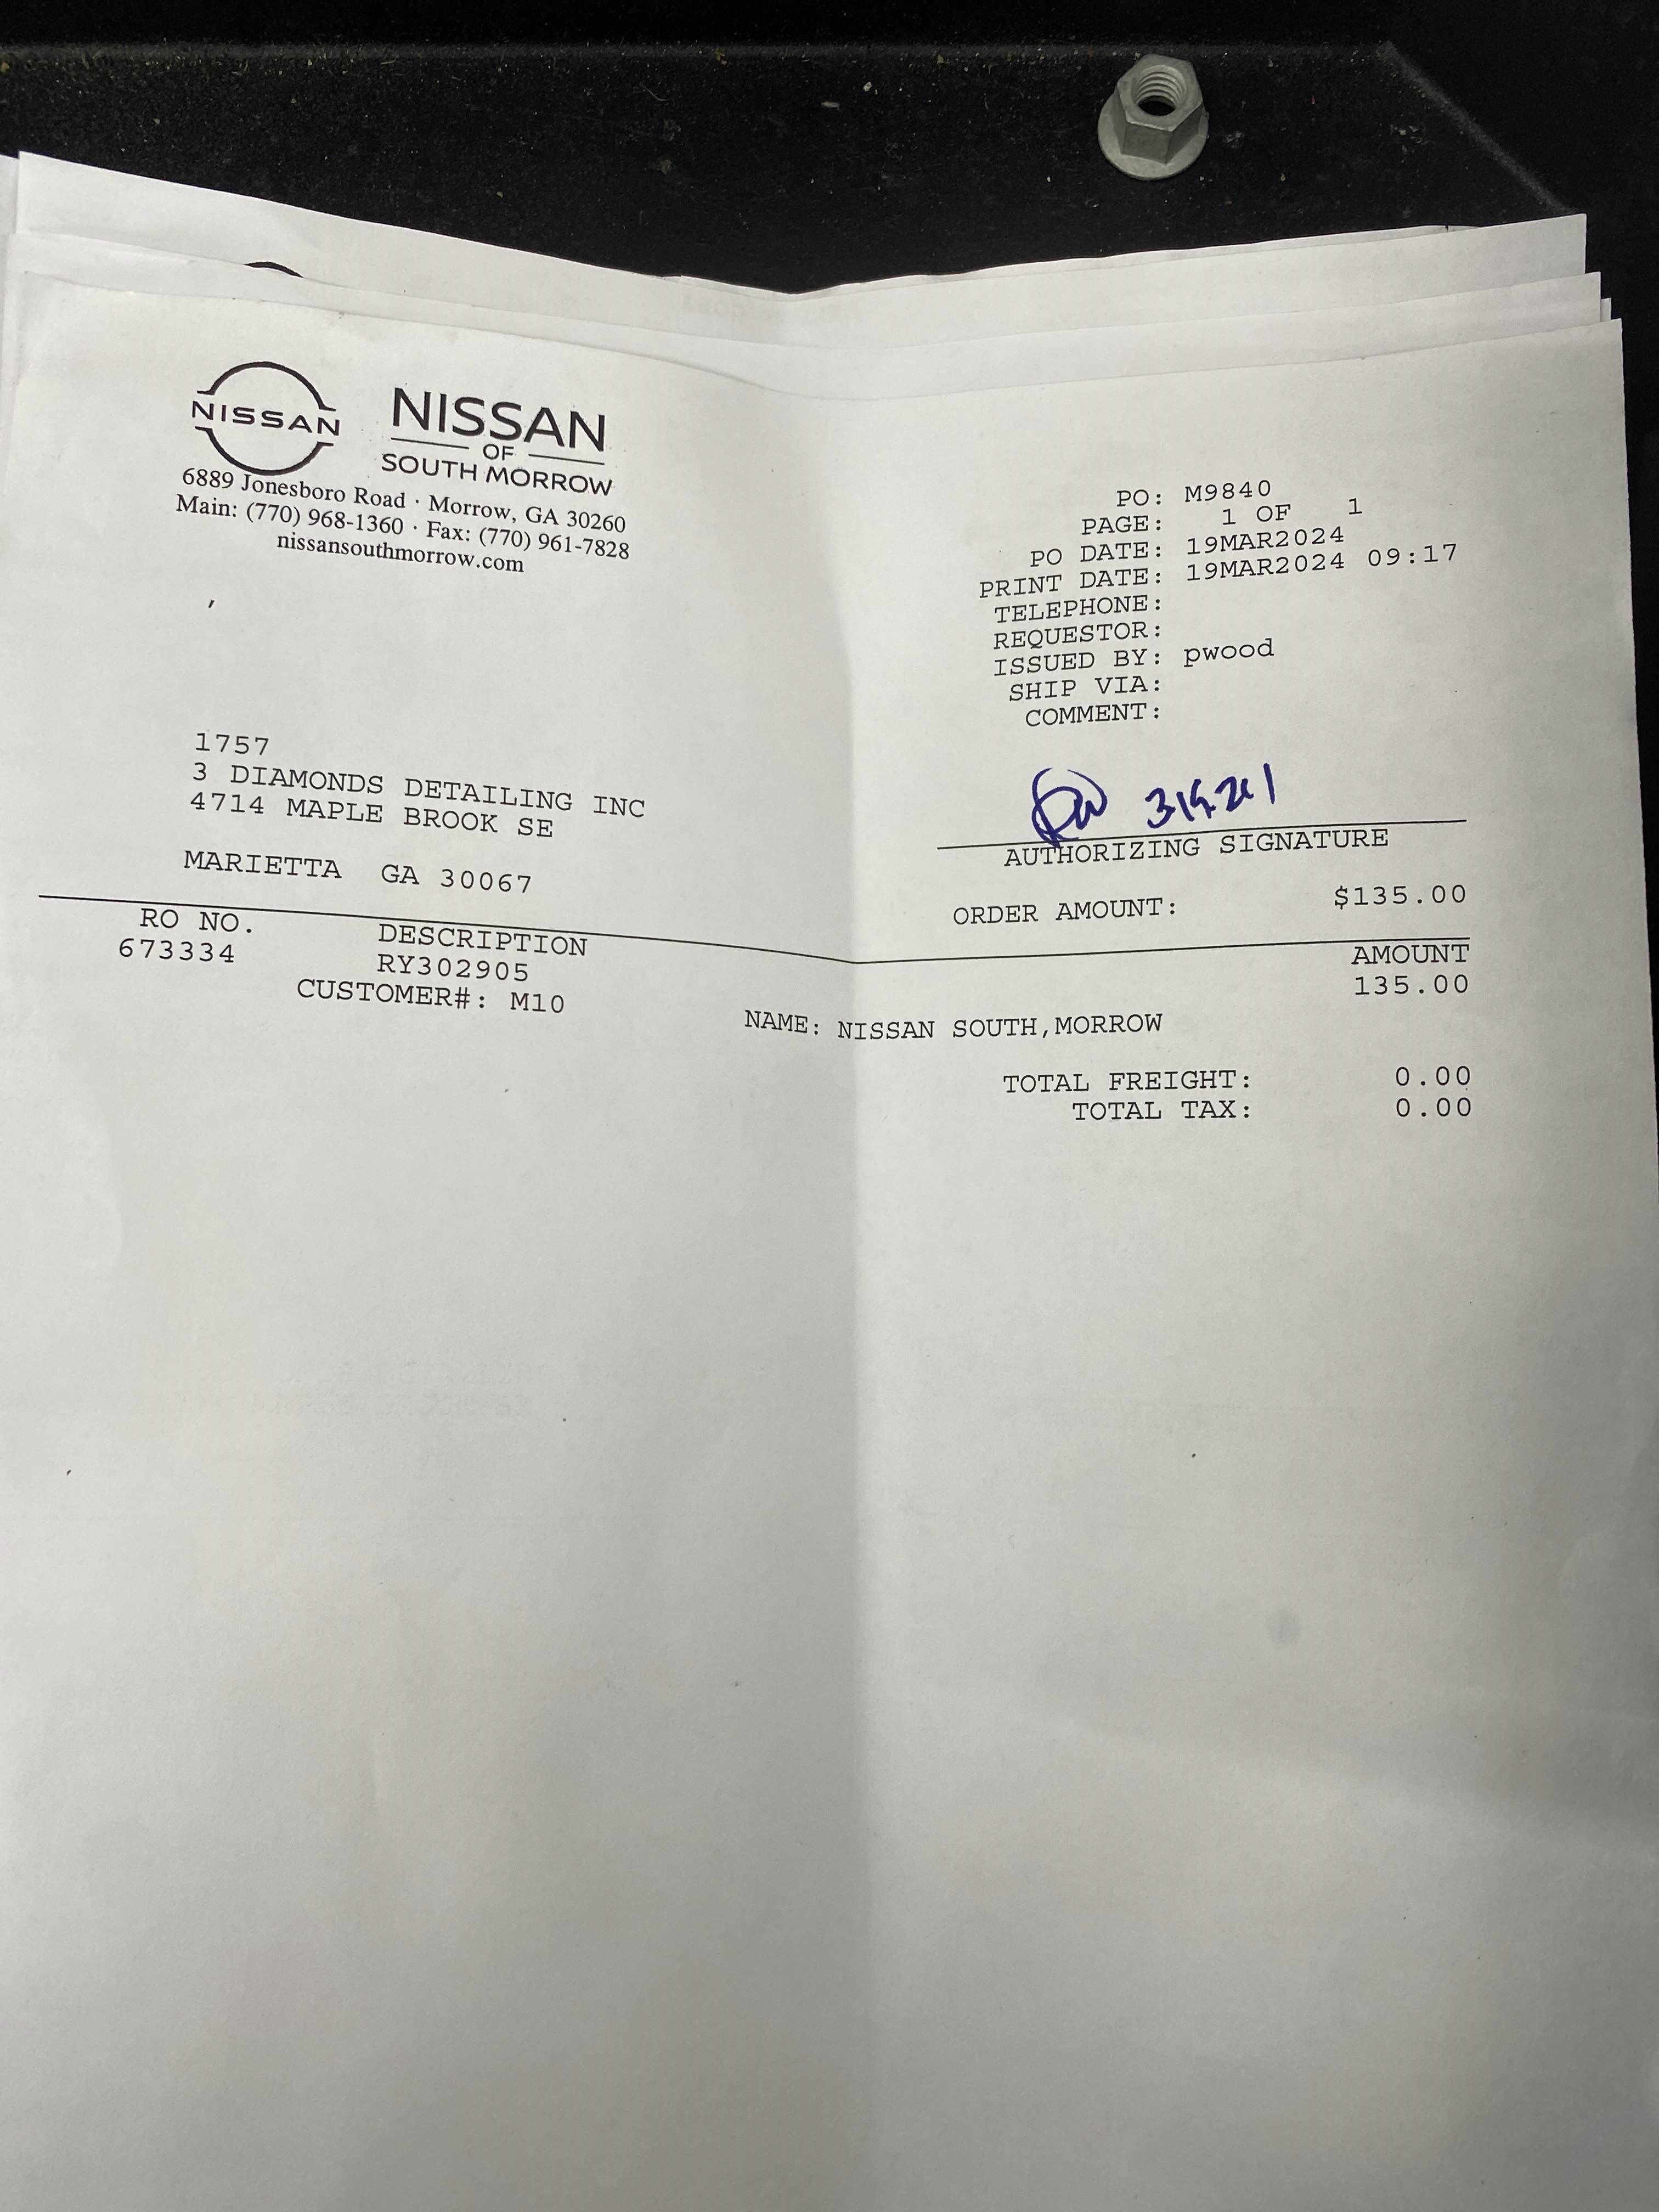 NISSAN
NISSAN
OF
SOUTH MORROW
6889 Jonesboro Road · Morrow, GA 30260
Main: (770) 968-1360 · Fax: (770) 961-7828
nissansouthmorrow.com
PO: M9840
PAGE: 1 OF 1
PO DATE: 19MAR2024
PRINT DATE: 19MAR2024 09:17
TELEPHONE:
REQUESTOR:
ISSUED BY: pwood
SHIP VIA:
COMMENT:
1757
3 DIAMONDS DETAILING INC
4714 MAPLE BROOK SE
MARIETTA GA 30067
AUTHORIZING SIGNATURE
ORDER AMOUNT: $135.00
RO NO. DESCRIPTION AMOUNT
673334 RY302905 135.00
CUSTOMER#: M10 NAME: NISSAN SOUTH,MORROW
TOTAL FREIGHT: 0.00
TOTAL TAX: 0.00